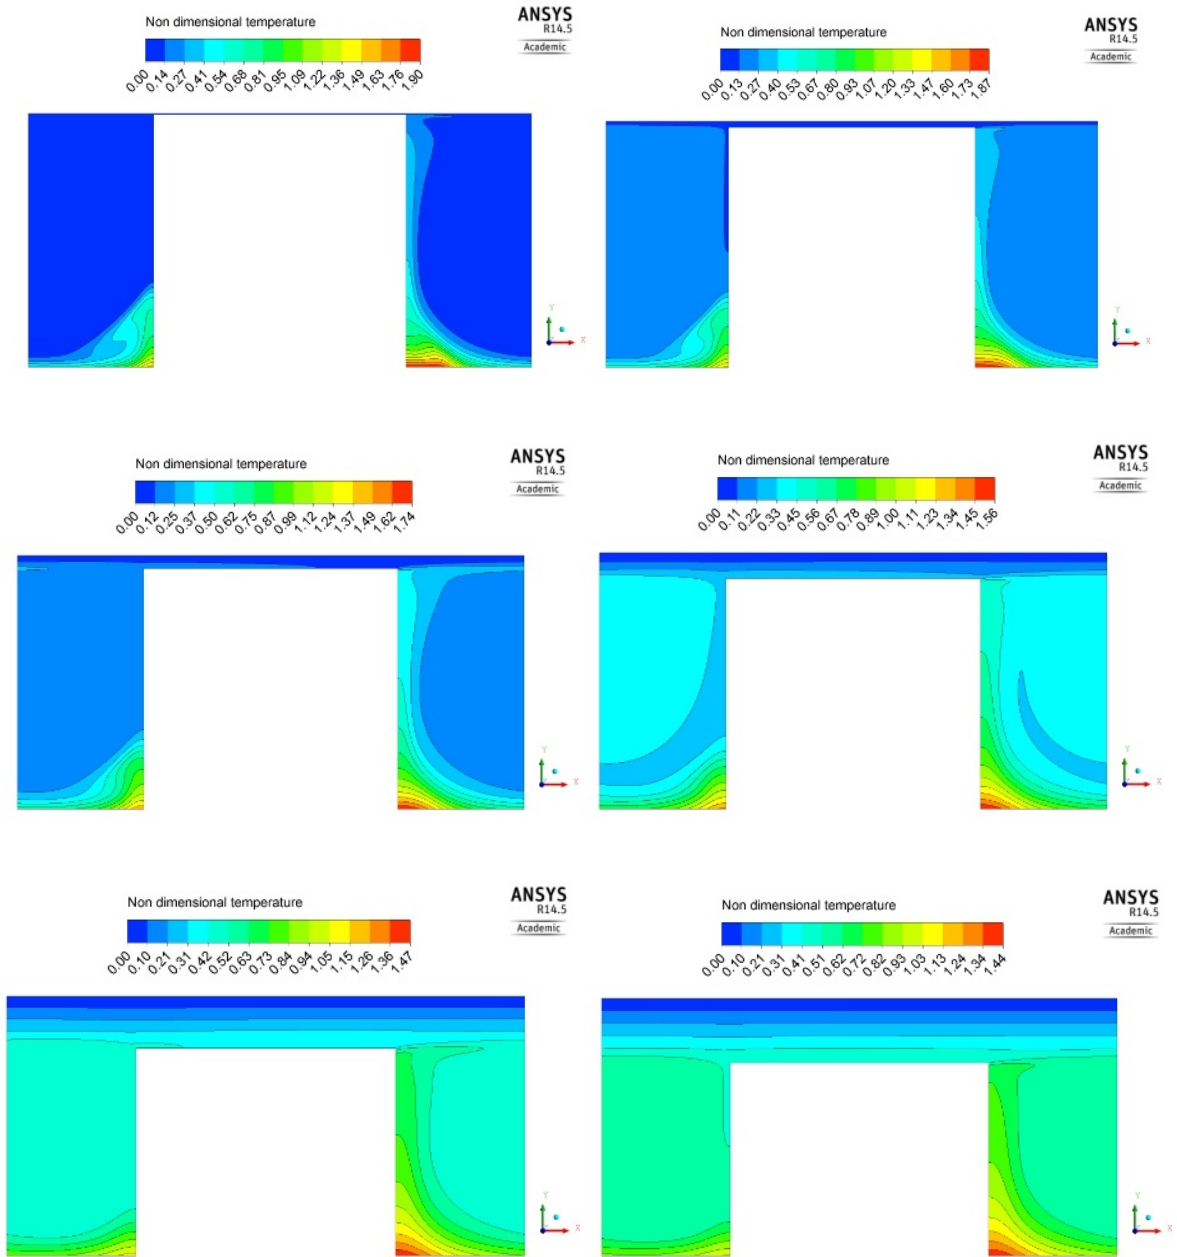 Non dimensional temperature
ANSYS
R14.5
Academic
0.00 0.14 0.27 0.41 0.54 0.68 0.81 0.95 1.09 1.22 1.36 1.49 1.63 1.76 1.90
Y
X
Non dimensional temperature
ANSYS
R14.5
Academic
0.00 0.13 0.27 0.40 0.53 0.67 0.80 0.93 1.07 1.20 1.33 1.47 1.60 1.73 1.87
Y
X
Non dimensional temperature
ANSYS
R14.5
Academic
0.00 0.12 0.25 0.37 0.50 0.62 0.75 0.87 0.99 1.12 1.24 1.37 1.49 1.62 1.74
Y
X
Non dimensional temperature
ANSYS
R14.5
Academic
0.00 0.11 0.22 0.33 0.45 0.56 0.67 0.78 0.89 1.00 1.11 1.23 1.34 1.45 1.56
Y
X
Non dimensional temperature
ANSYS
R14.5
Academic
0.00 0.10 0.21 0.31 0.42 0.52 0.63 0.73 0.84 0.94 1.05 1.15 1.26 1.36 1.47
Y
X
Non dimensional temperature
ANSYS
R14.5
Academic
0.00 0.10 0.21 0.31 0.41 0.51 0.62 0.72 0.82 0.93 1.03 1.13 1.24 1.34 1.44
Y
X